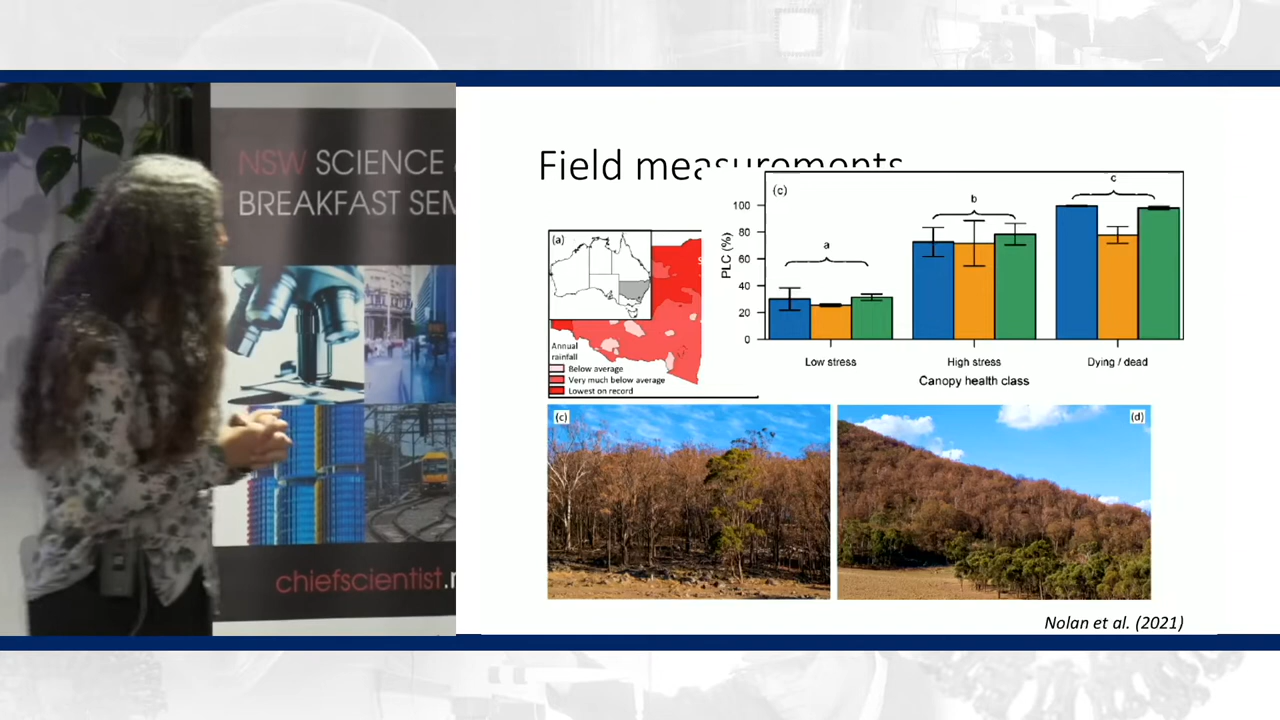 NSW SCIENCE
BREAKFAST SEM
chiefscientist.
Field measurements
(a)
Annual
rainfall
Below average
Very much below average
Lowest on record
(c)
PLC (%)
100
80
60
40
20
0
a
b
c
Low stress
High stress
Dying / dead
Canopy health class
(c)
(d)
Nolan et al. (2021)